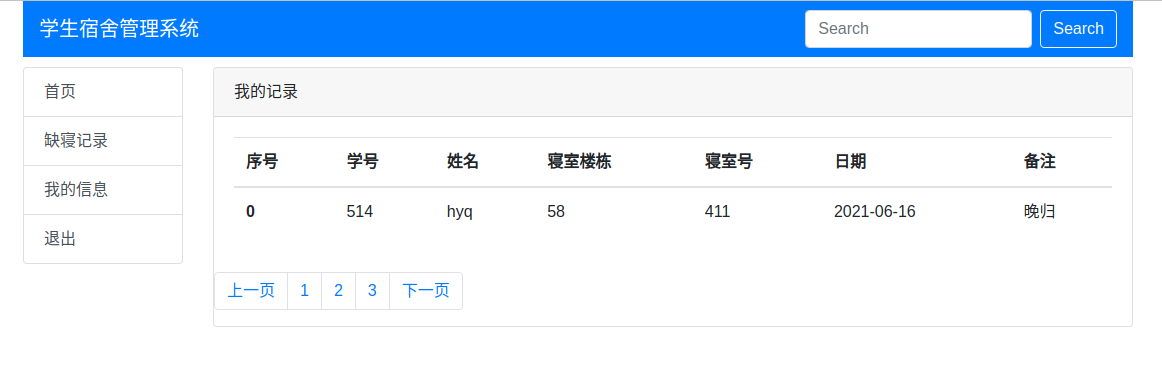 学生宿舍管理系统 Search Search
首页
缺寝记录
我的信息
退出
我的记录
序号 学号 姓名 寝室楼栋 寝室号 日期 备注
0 514 hyq 58 411 2021-06-16 晚归
上一页 1 2 3 下一页